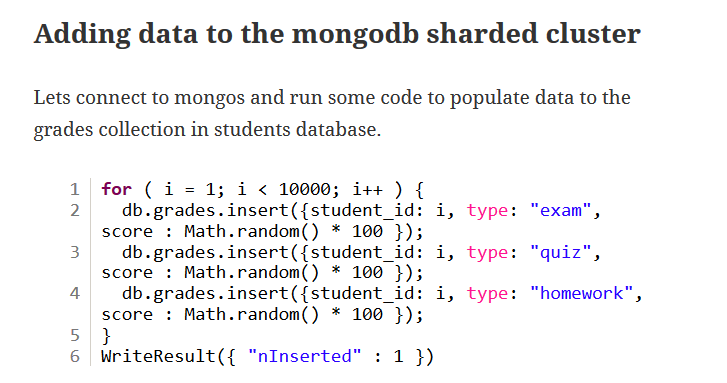 Adding data to the mongodb sharded cluster
Lets connect to mongos and run some code to populate data to the
grades collection in students database.
1 for ( i = 1; i < 10000; i++ ) {
2   db.grades.insert({student_id: i, type: "exam",
score : Math.random() * 100 });
3   db.grades.insert({student_id: i, type: "quiz",
score : Math.random() * 100 });
4   db.grades.insert({student_id: i, type: "homework",
score : Math.random() * 100 });
5 }
6 WriteResult({ "nInserted" : 1 })